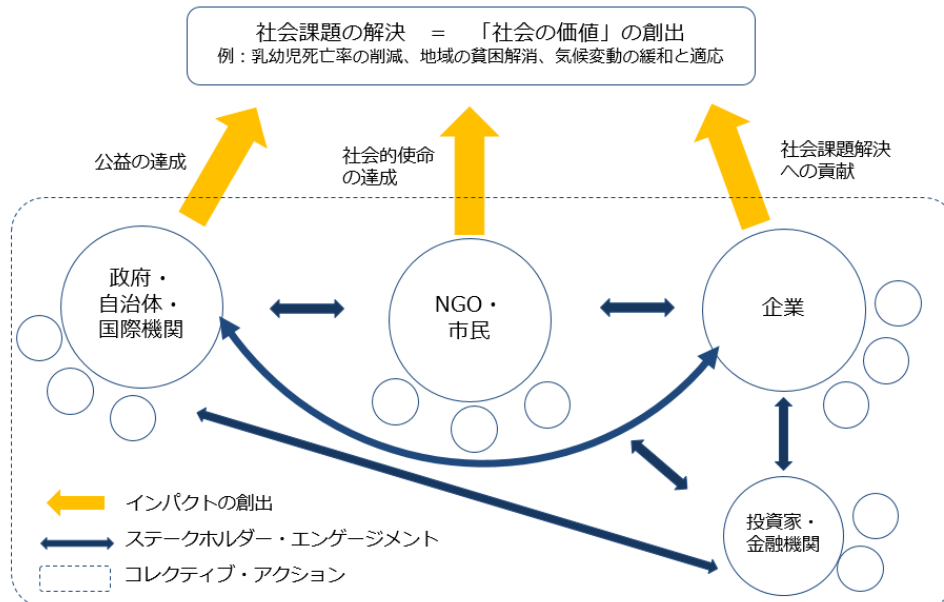 社会課題の解決 ＝ 「社会の価値」の創出
例：乳幼児死亡率の削減、地域の貧困解消、気候変動の緩和と適応
公益の達成
社会的使命
の達成
社会課題解決
への貢献
政府・
自治体・
国際機関
NGO・
市民
企業
投資家・
金融機関
インパクトの創出
ステークホルダー・エンゲージメント
コレクティブ・アクション